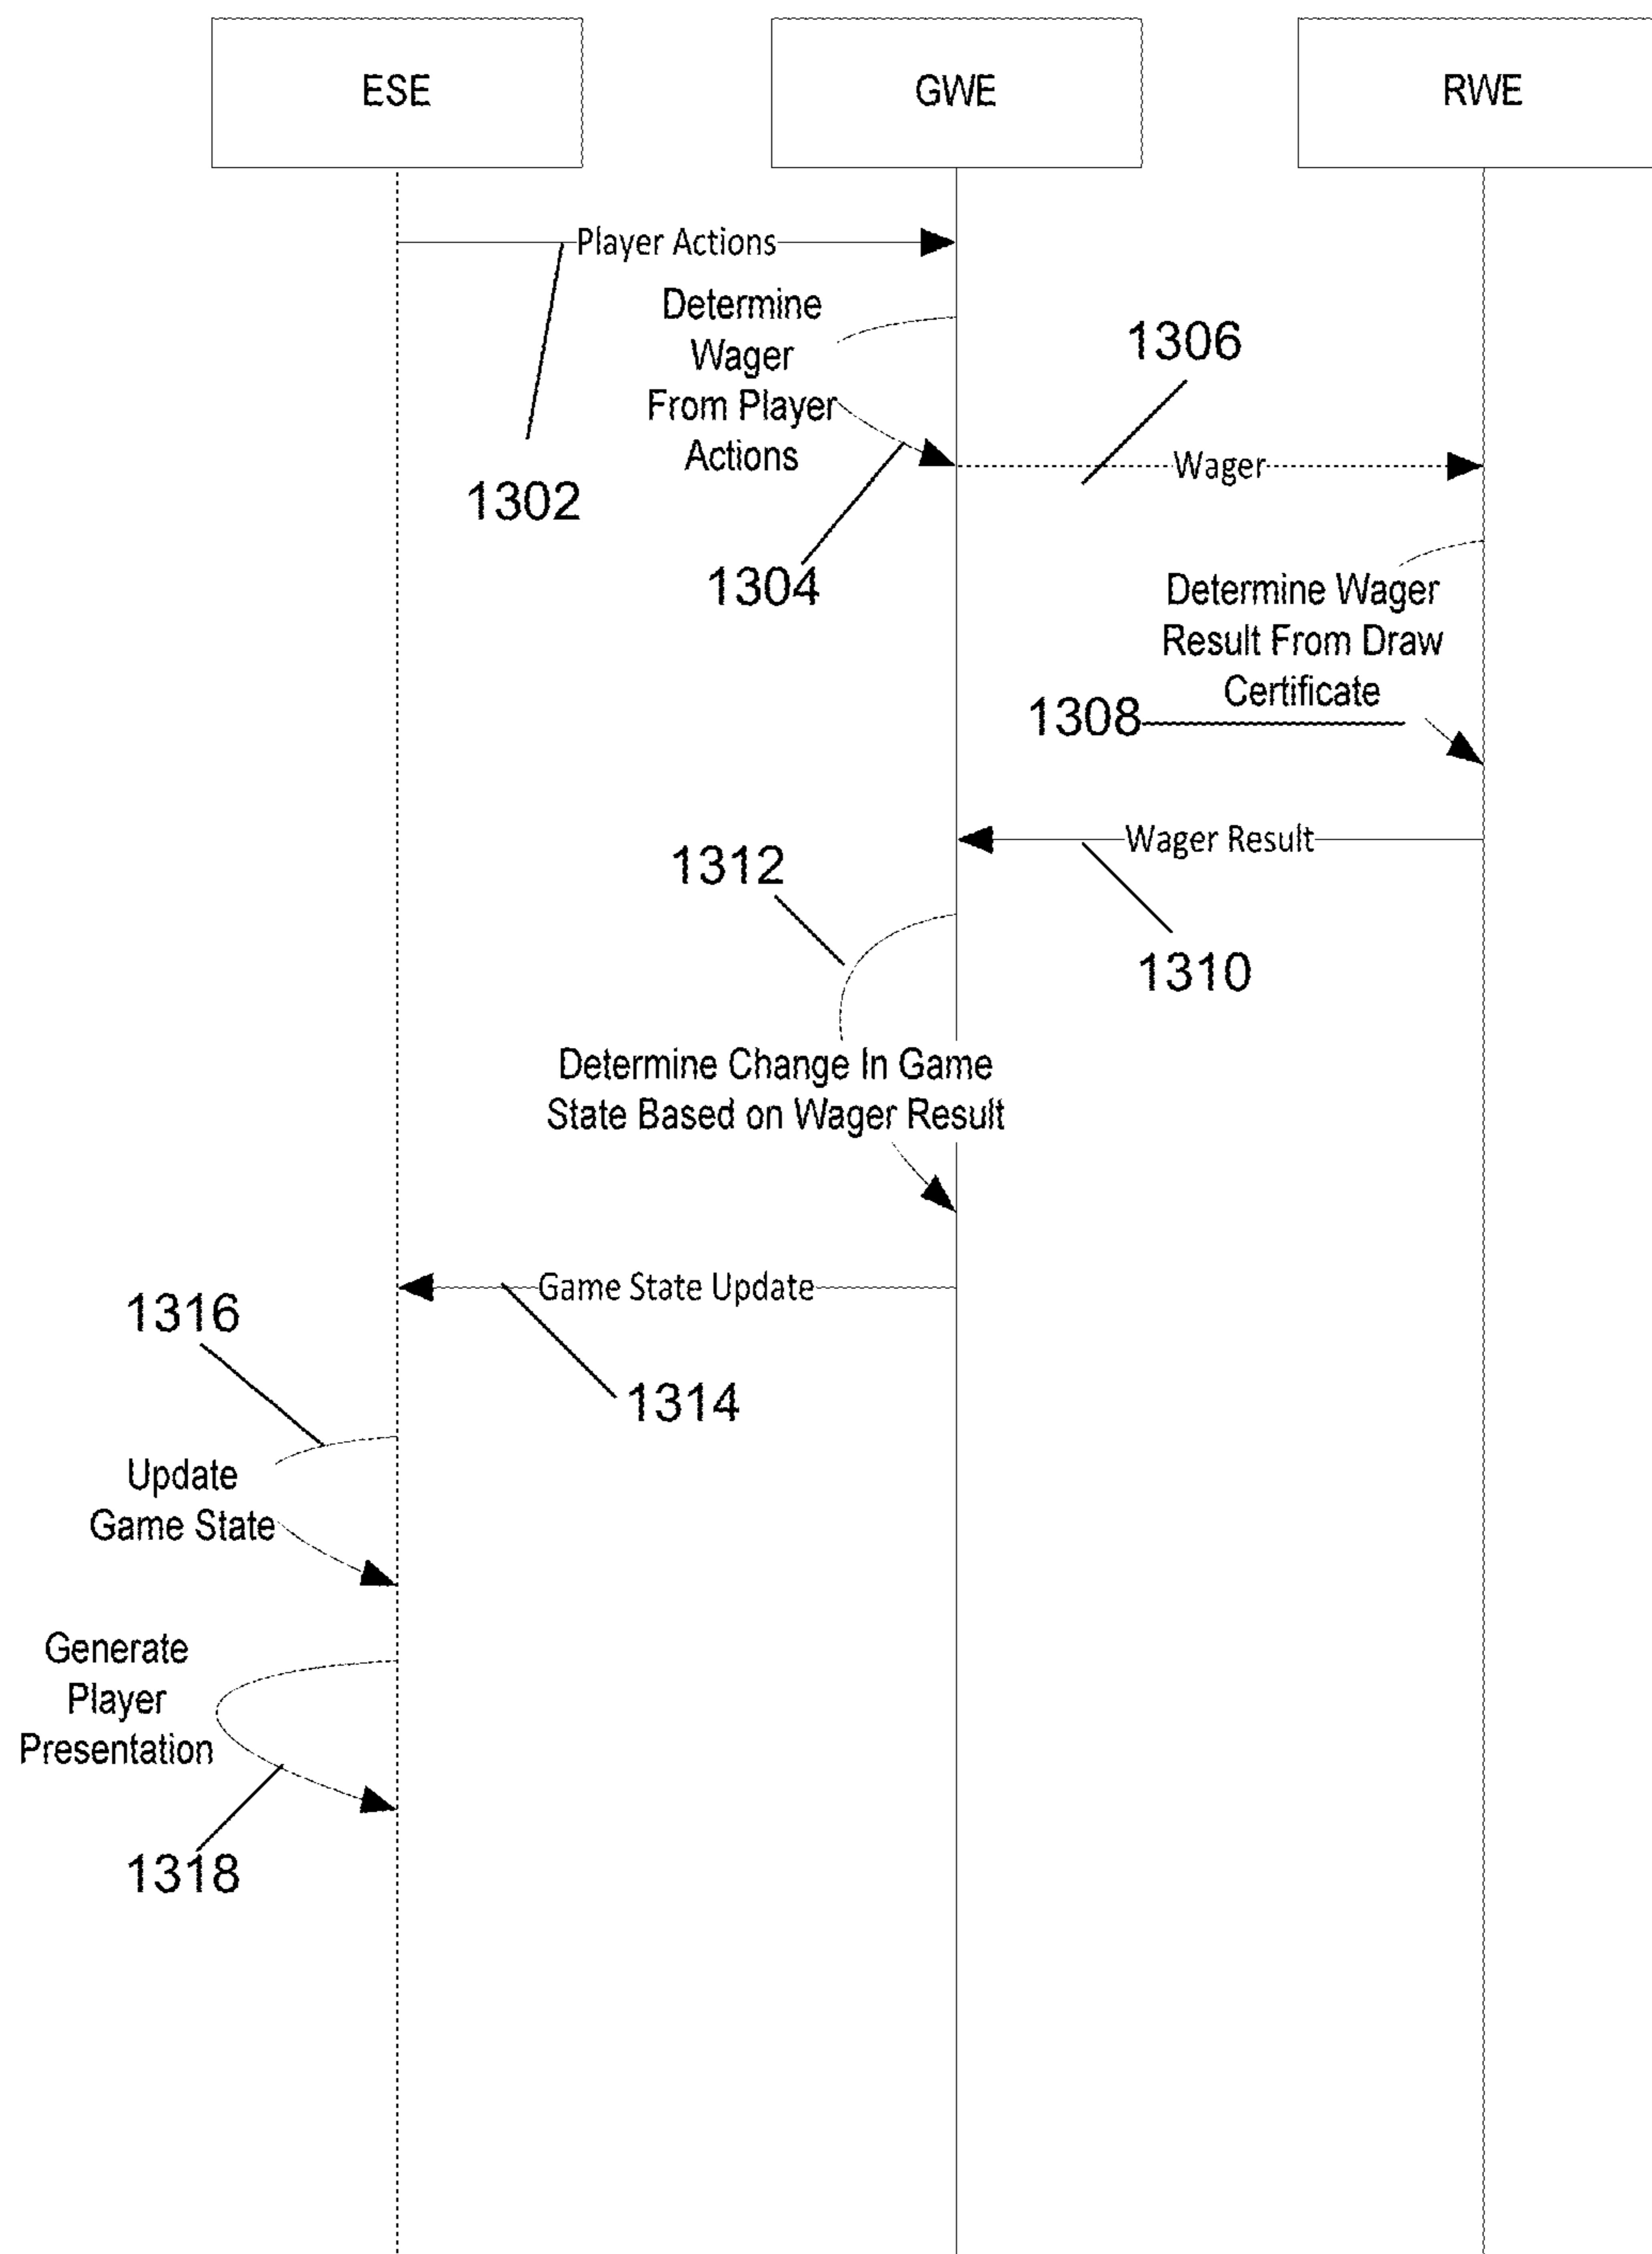 ESE
GWE
RWE
Player Actions
Determine
Wager
From Player
Actions
1302
1304
1306
Wager
Determine Wager
Result From Draw
Certificate
1308
Wager Result
1310
1312
Determine Change In Game
State Based on Wager Result
Game State Update
1314
1316
Update
Game State
Generate
Player
Presentation
1318